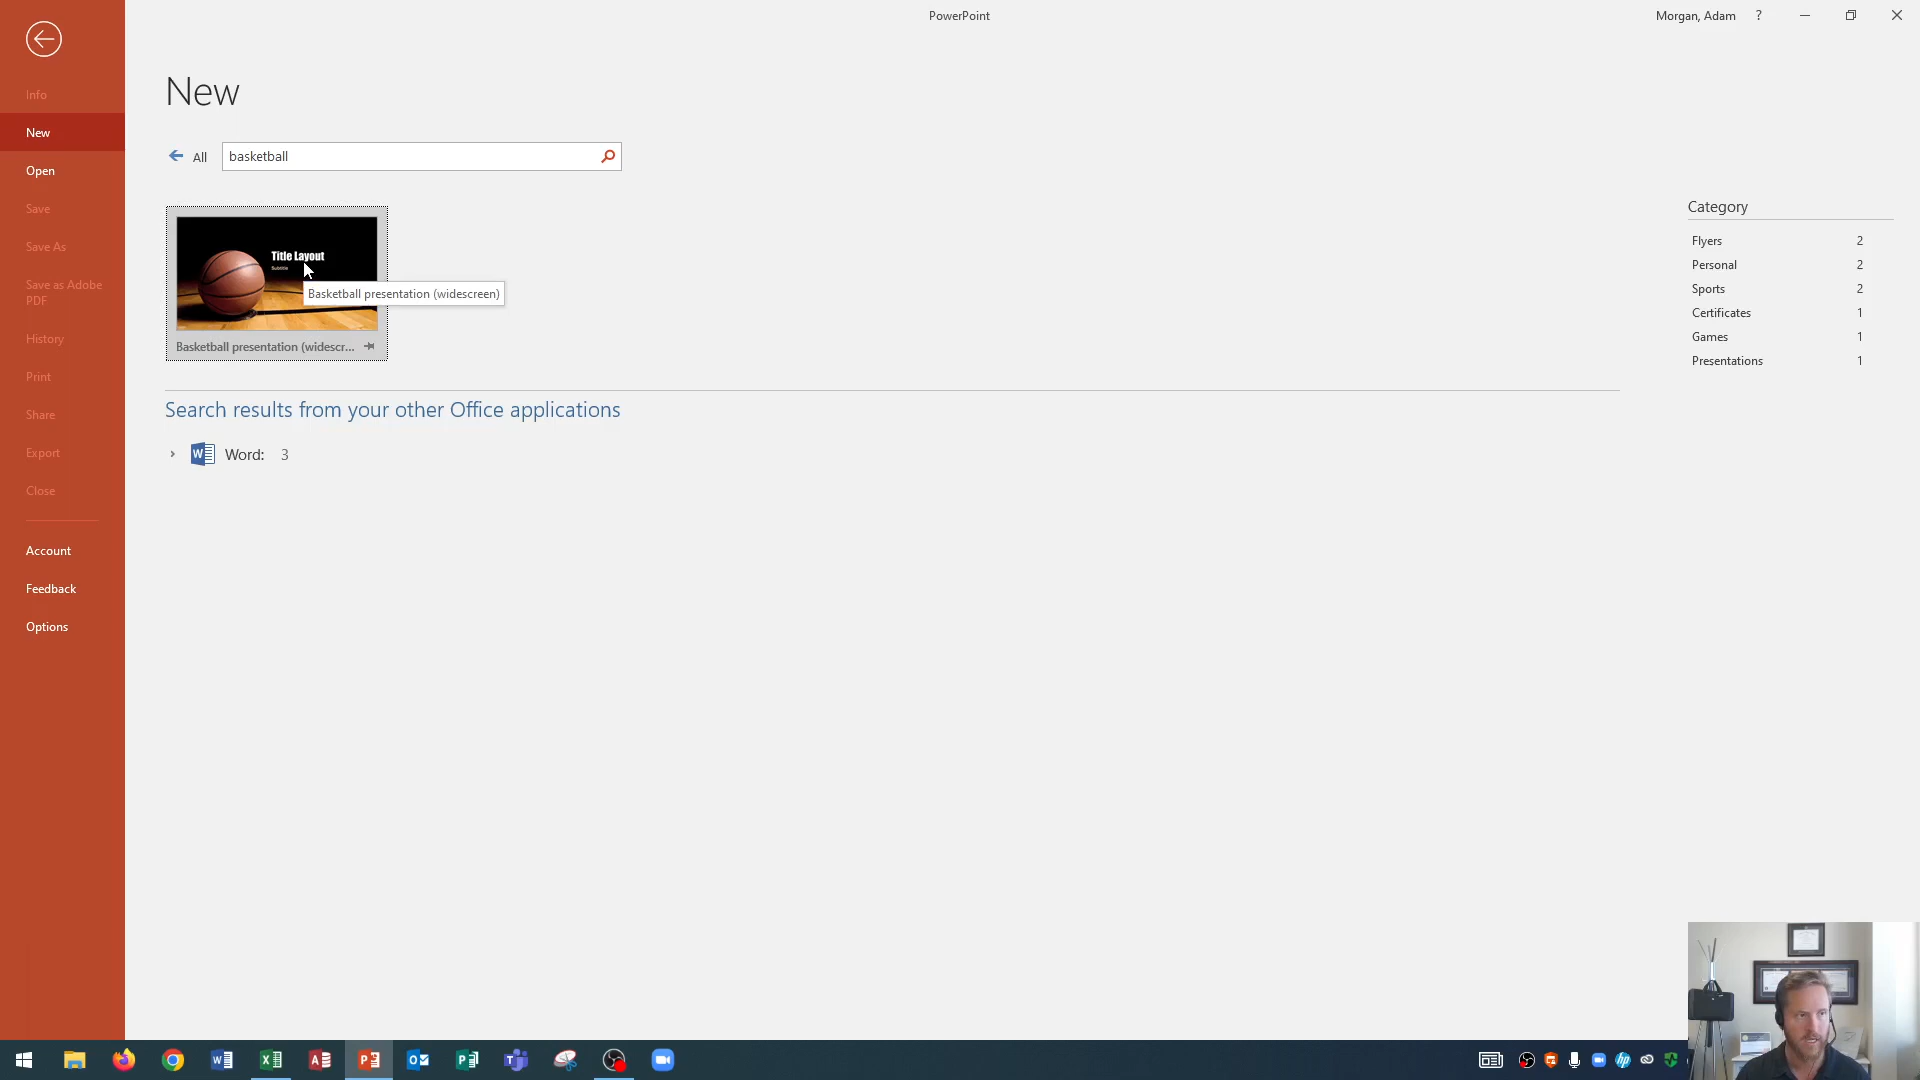 PowerPoint
Morgan, Adam
?
Info
New
Open
Save
Save As
Save as Adobe
PDF
History
Print
Share
Export
Close
Account
Feedback
Options
New
All
basketball
Title Layout
Subtitle
Basketball presentation (widescreen)
Basketball presentation (widescr...
Search results from your other Office applications
Word: 3
Category
Flyers 2
Personal 2
Sports 2
Certificates 1
Games 1
Presentations 1